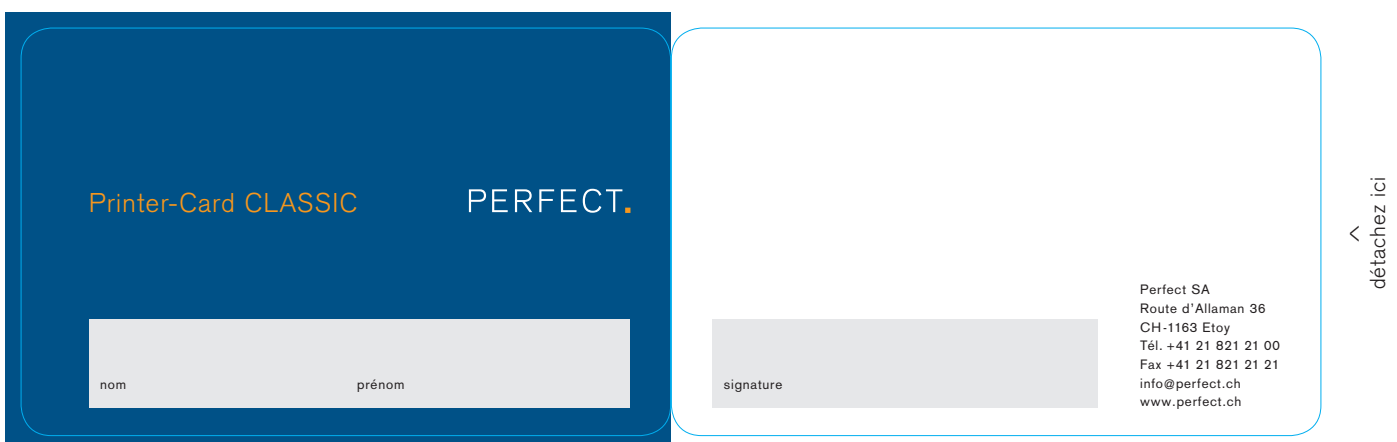 Printer-Card CLASSIC
PERFECT.
nom prénom
signature
Perfect SA
Route d’Allaman 36
CH-1163 Etoy
Tél. +41 21 821 21 00
Fax +41 21 821 21 21
info@perfect.ch
www.perfect.ch
détachez ici